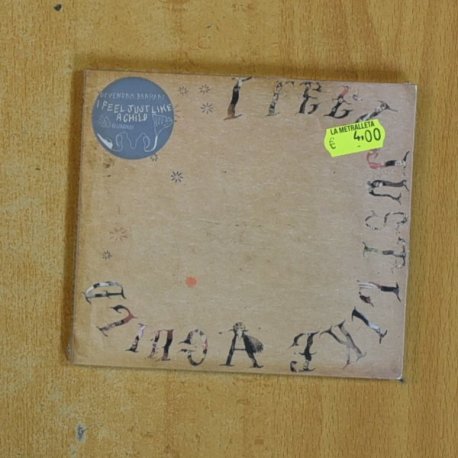 DEVENDRA BANHART
I FEEL JUST LIKE
A CHILD
I FEEL JUST LIKE A CHILD
LA METRALLETA
€ 4,00